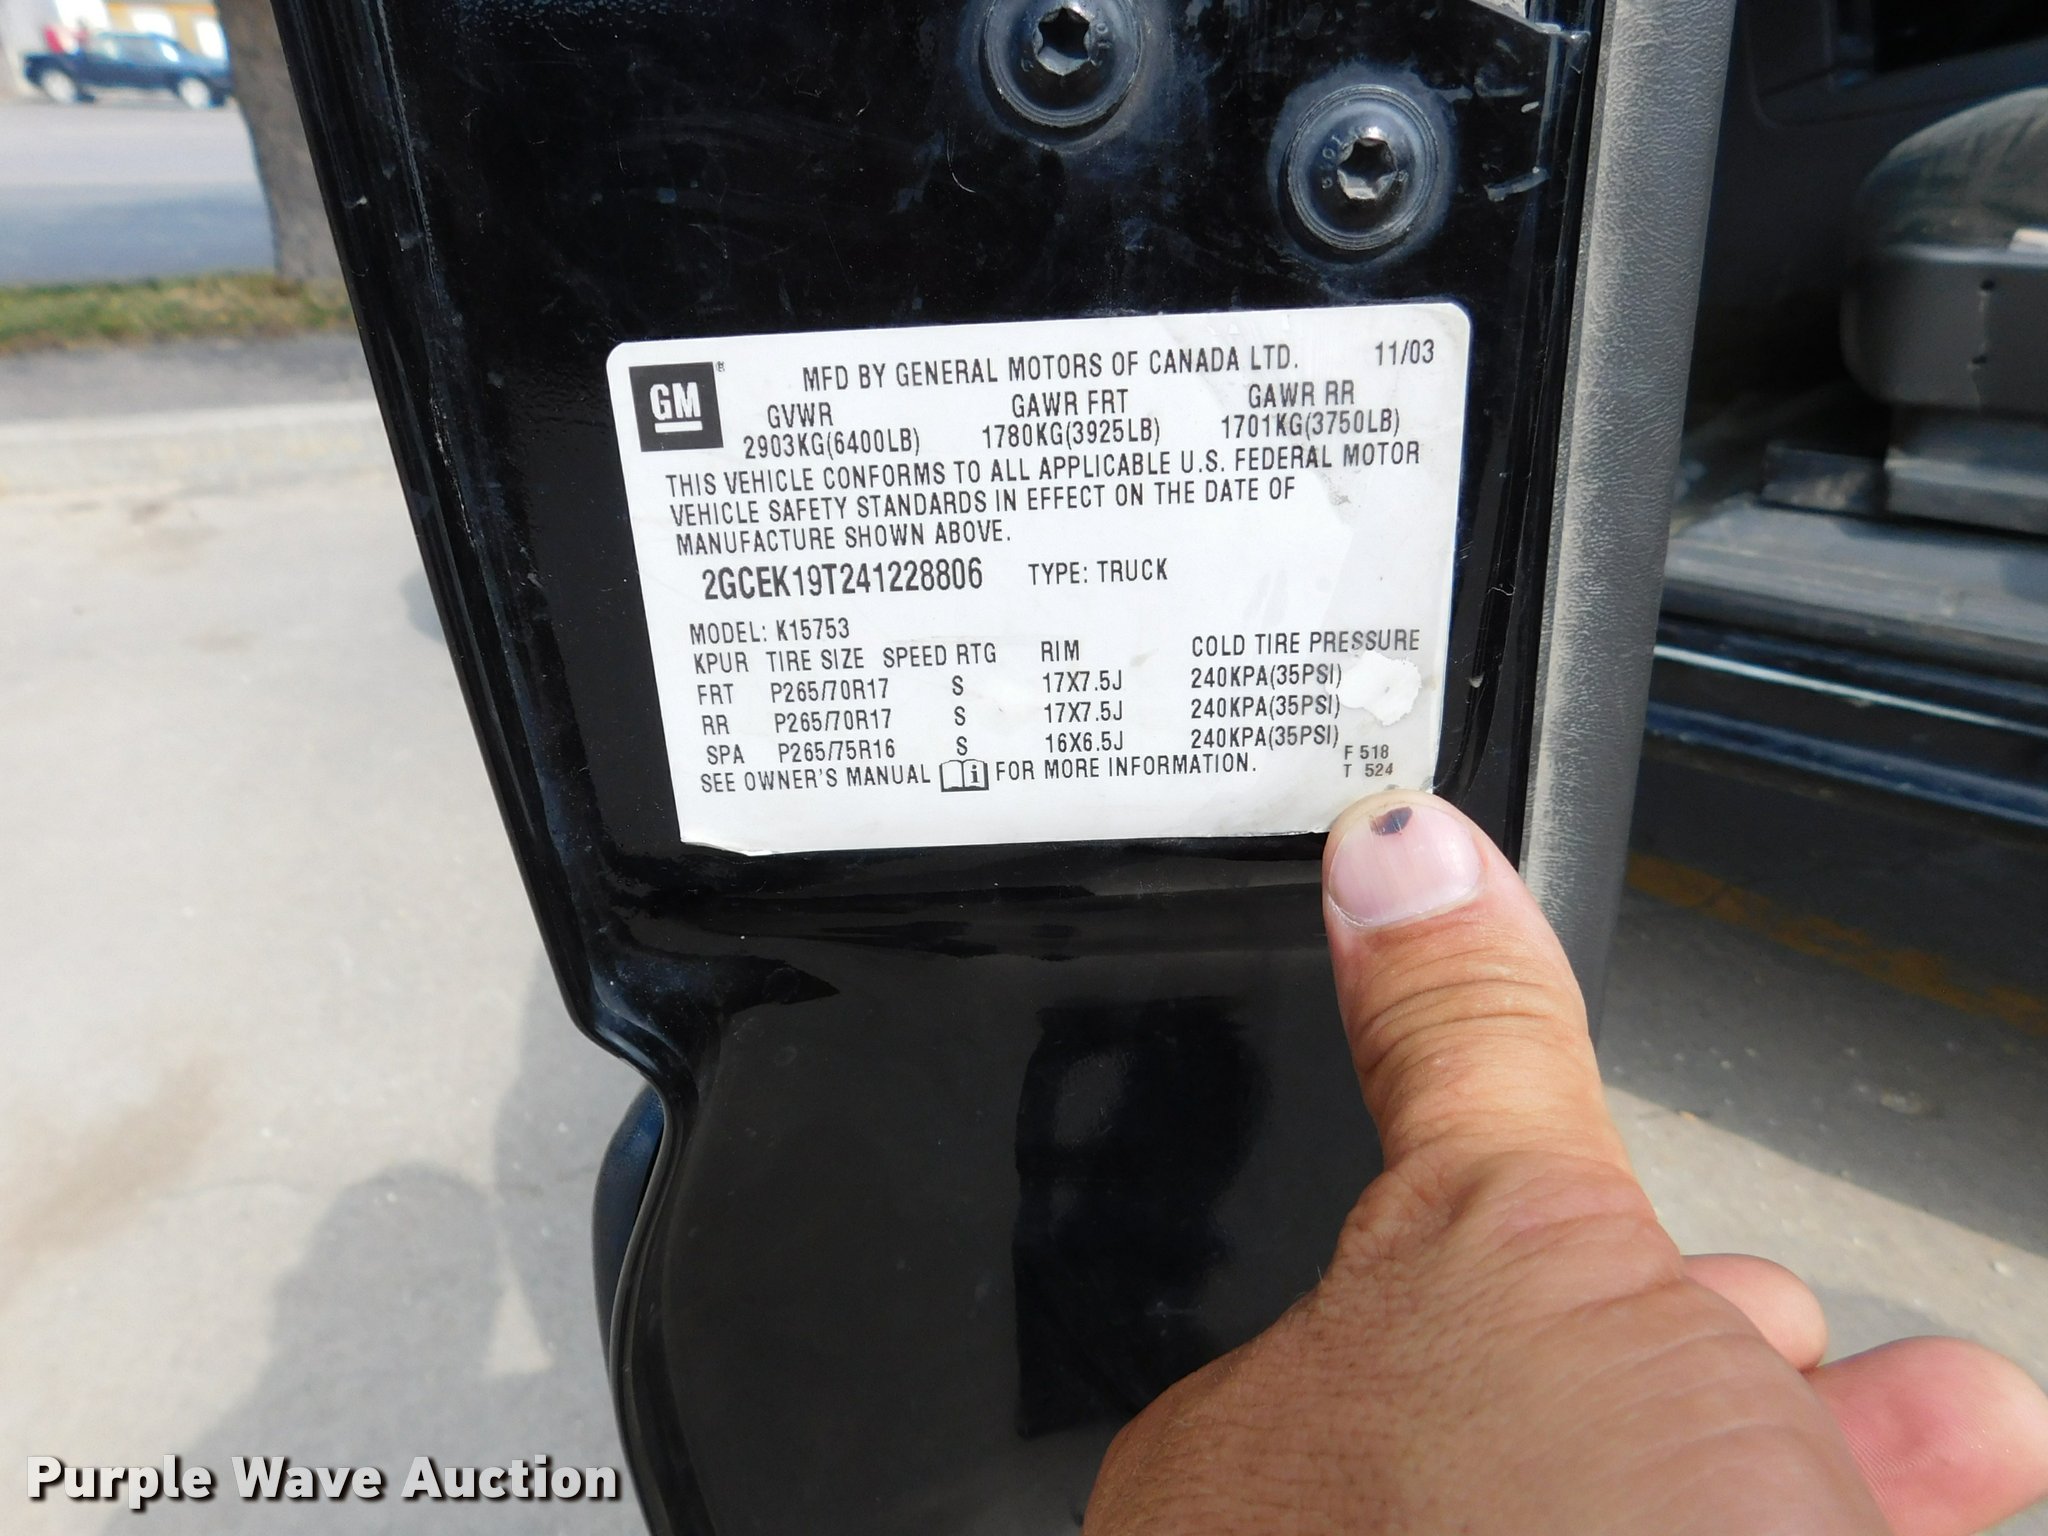 MFD BY GENERAL MOTORS OF CANADA LTD. 11/03
GM ®
GVWR GAWR FRT GAWR RR
2903KG(6400LB) 1780KG(3925LB) 1701KG(3750LB)
THIS VEHICLE CONFORMS TO ALL APPLICABLE U.S. FEDERAL MOTOR
VEHICLE SAFETY STANDARDS IN EFFECT ON THE DATE OF
MANUFACTURE SHOWN ABOVE.
2GCEK19T241228806 TYPE: TRUCK
MODEL: K15753
KPUR TIRE SIZE SPEED RTG RIM COLD TIRE PRESSURE
FRT P265/70R17 S 17X7.5J 240KPA(35PSI)
RR P265/70R17 S 17X7.5J 240KPA(35PSI)
SPA P265/75R16 S 16X6.5J 240KPA(35PSI)
SEE OWNER'S MANUAL i FOR MORE INFORMATION.
F 518
T 524
Purple Wave Auction